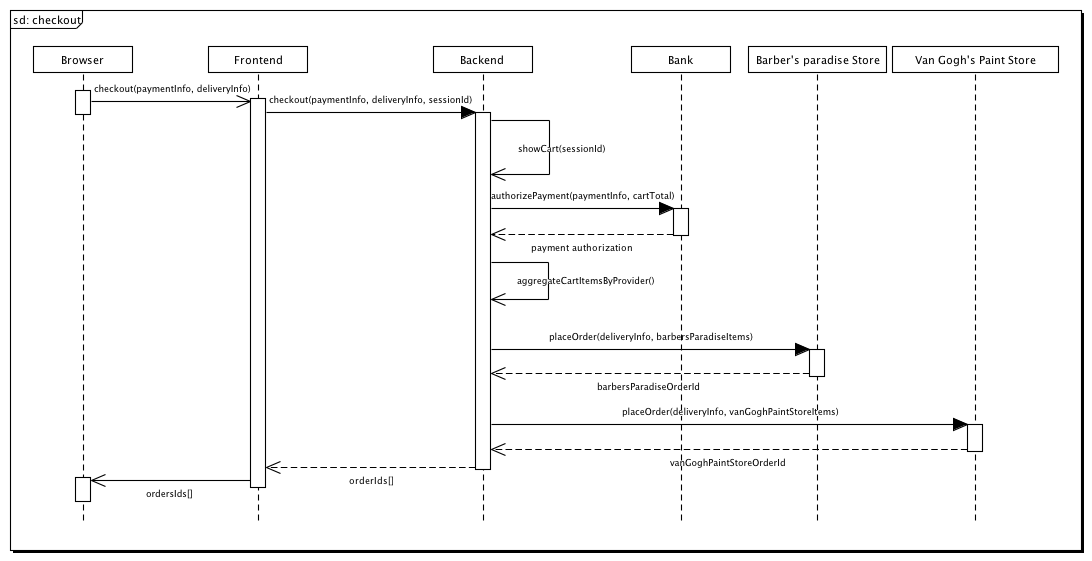 sd: checkout
Browser
Frontend
Backend
Bank
Barber's paradise Store
Van Gogh's Paint Store
checkout(paymentInfo, deliveryInfo)
checkout(paymentInfo, deliveryInfo, sessionId)
showCart(sessionId)
authorizePayment(paymentInfo, cartTotal)
payment authorization
aggregateCartItemsByProvider()
placeOrder(deliveryInfo, barbersParadiseItems)
barbersParadiseOrderId
placeOrder(deliveryInfo, vanGoghPaintStoreItems)
vanGoghPaintStoreOrderId
orderIds[]
ordersIds[]